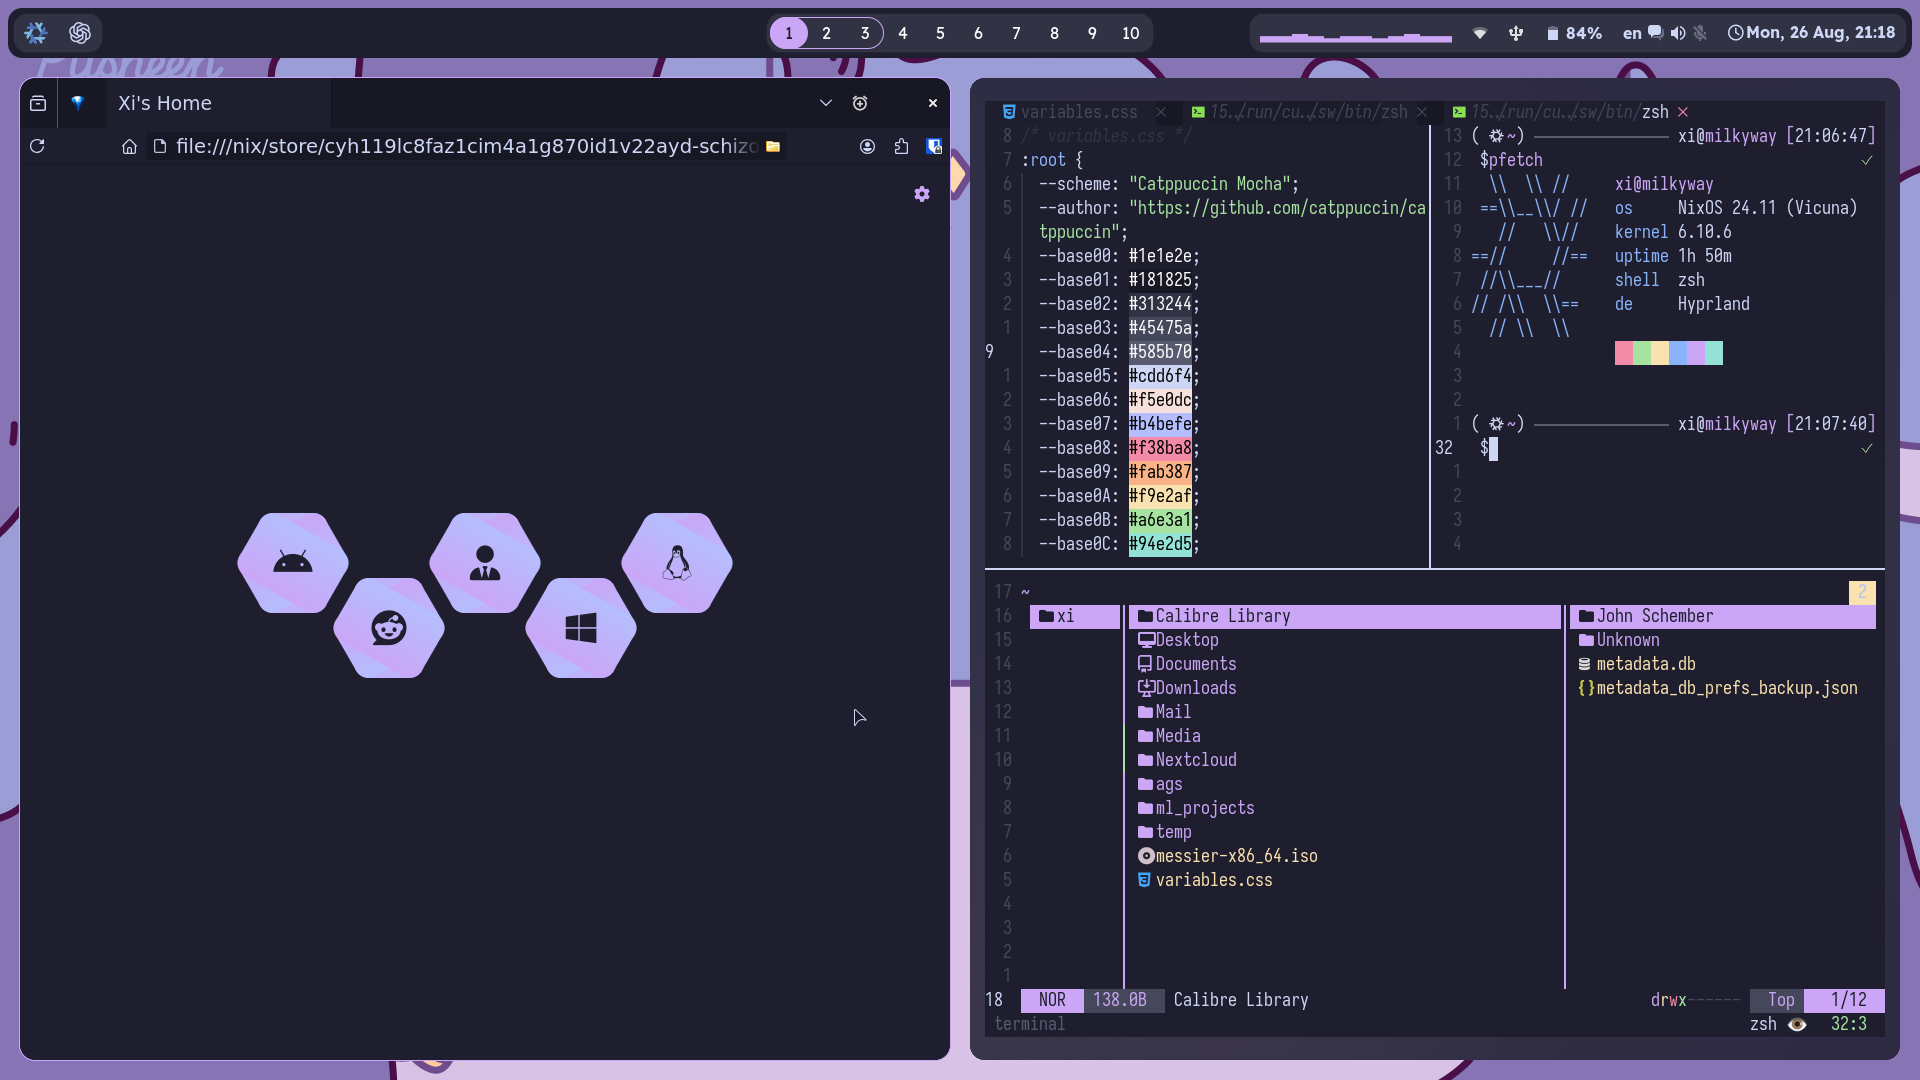 Pusheen
1 2 3 4 5 6 7 8 9 10
84%
en
Mon, 26 Aug, 21:18
Xi's Home
file:///nix/store/cyh119lc8faz1cim4a1g870id1v22ayd-schizo
variables.css
15../run/cu../sw/bin/zsh
15../run/cu../sw/bin/zsh
8 /* variables.css */
7 :root {
6 --scheme: "Catppuccin Mocha";
5 --author: "https://github.com/catppuccin/ca
tppuccin";
4 --base00: #1e1e2e;
3 --base01: #181825;
2 --base02: #313244;
1 --base03: #45475a;
9 --base04: #585b70;
1 --base05: #cdd6f4;
2 --base06: #f5e0dc;
3 --base07: #b4befe;
4 --base08: #f38ba8;
5 --base09: #fab387;
6 --base0A: #f9e2af;
7 --base0B: #a6e3a1;
8 --base0C: #94e2d5;
13 ( ~) xi@milkyway [21:06:47]
12 $pfetch ✓
11 \\ \\ // xi@milkyway
10 ==\\__\\/ // os NixOS 24.11 (Vicuna)
9 // \\// kernel 6.10.6
8 ==// //== uptime 1h 50m
7 //\\___// shell zsh
6 // /\\ \\== de Hyprland
5 // \\ \\
4
3
2
1 ( ~) xi@milkyway [21:07:40]
32 $ ✓
1
2
3
4
17 ~ 2
16 xi Calibre Library John Schember
15 Desktop Unknown
14 Documents metadata.db
13 Downloads {}metadata_db_prefs_backup.json
12 Mail
11 Media
10 Nextcloud
9 ags
8 ml_projects
7 temp
6 messier-x86_64.iso
5 variables.css
4
3
2
1
18 NOR 138.0B Calibre Library drwx------ Top 1/12
terminal zsh 32:3